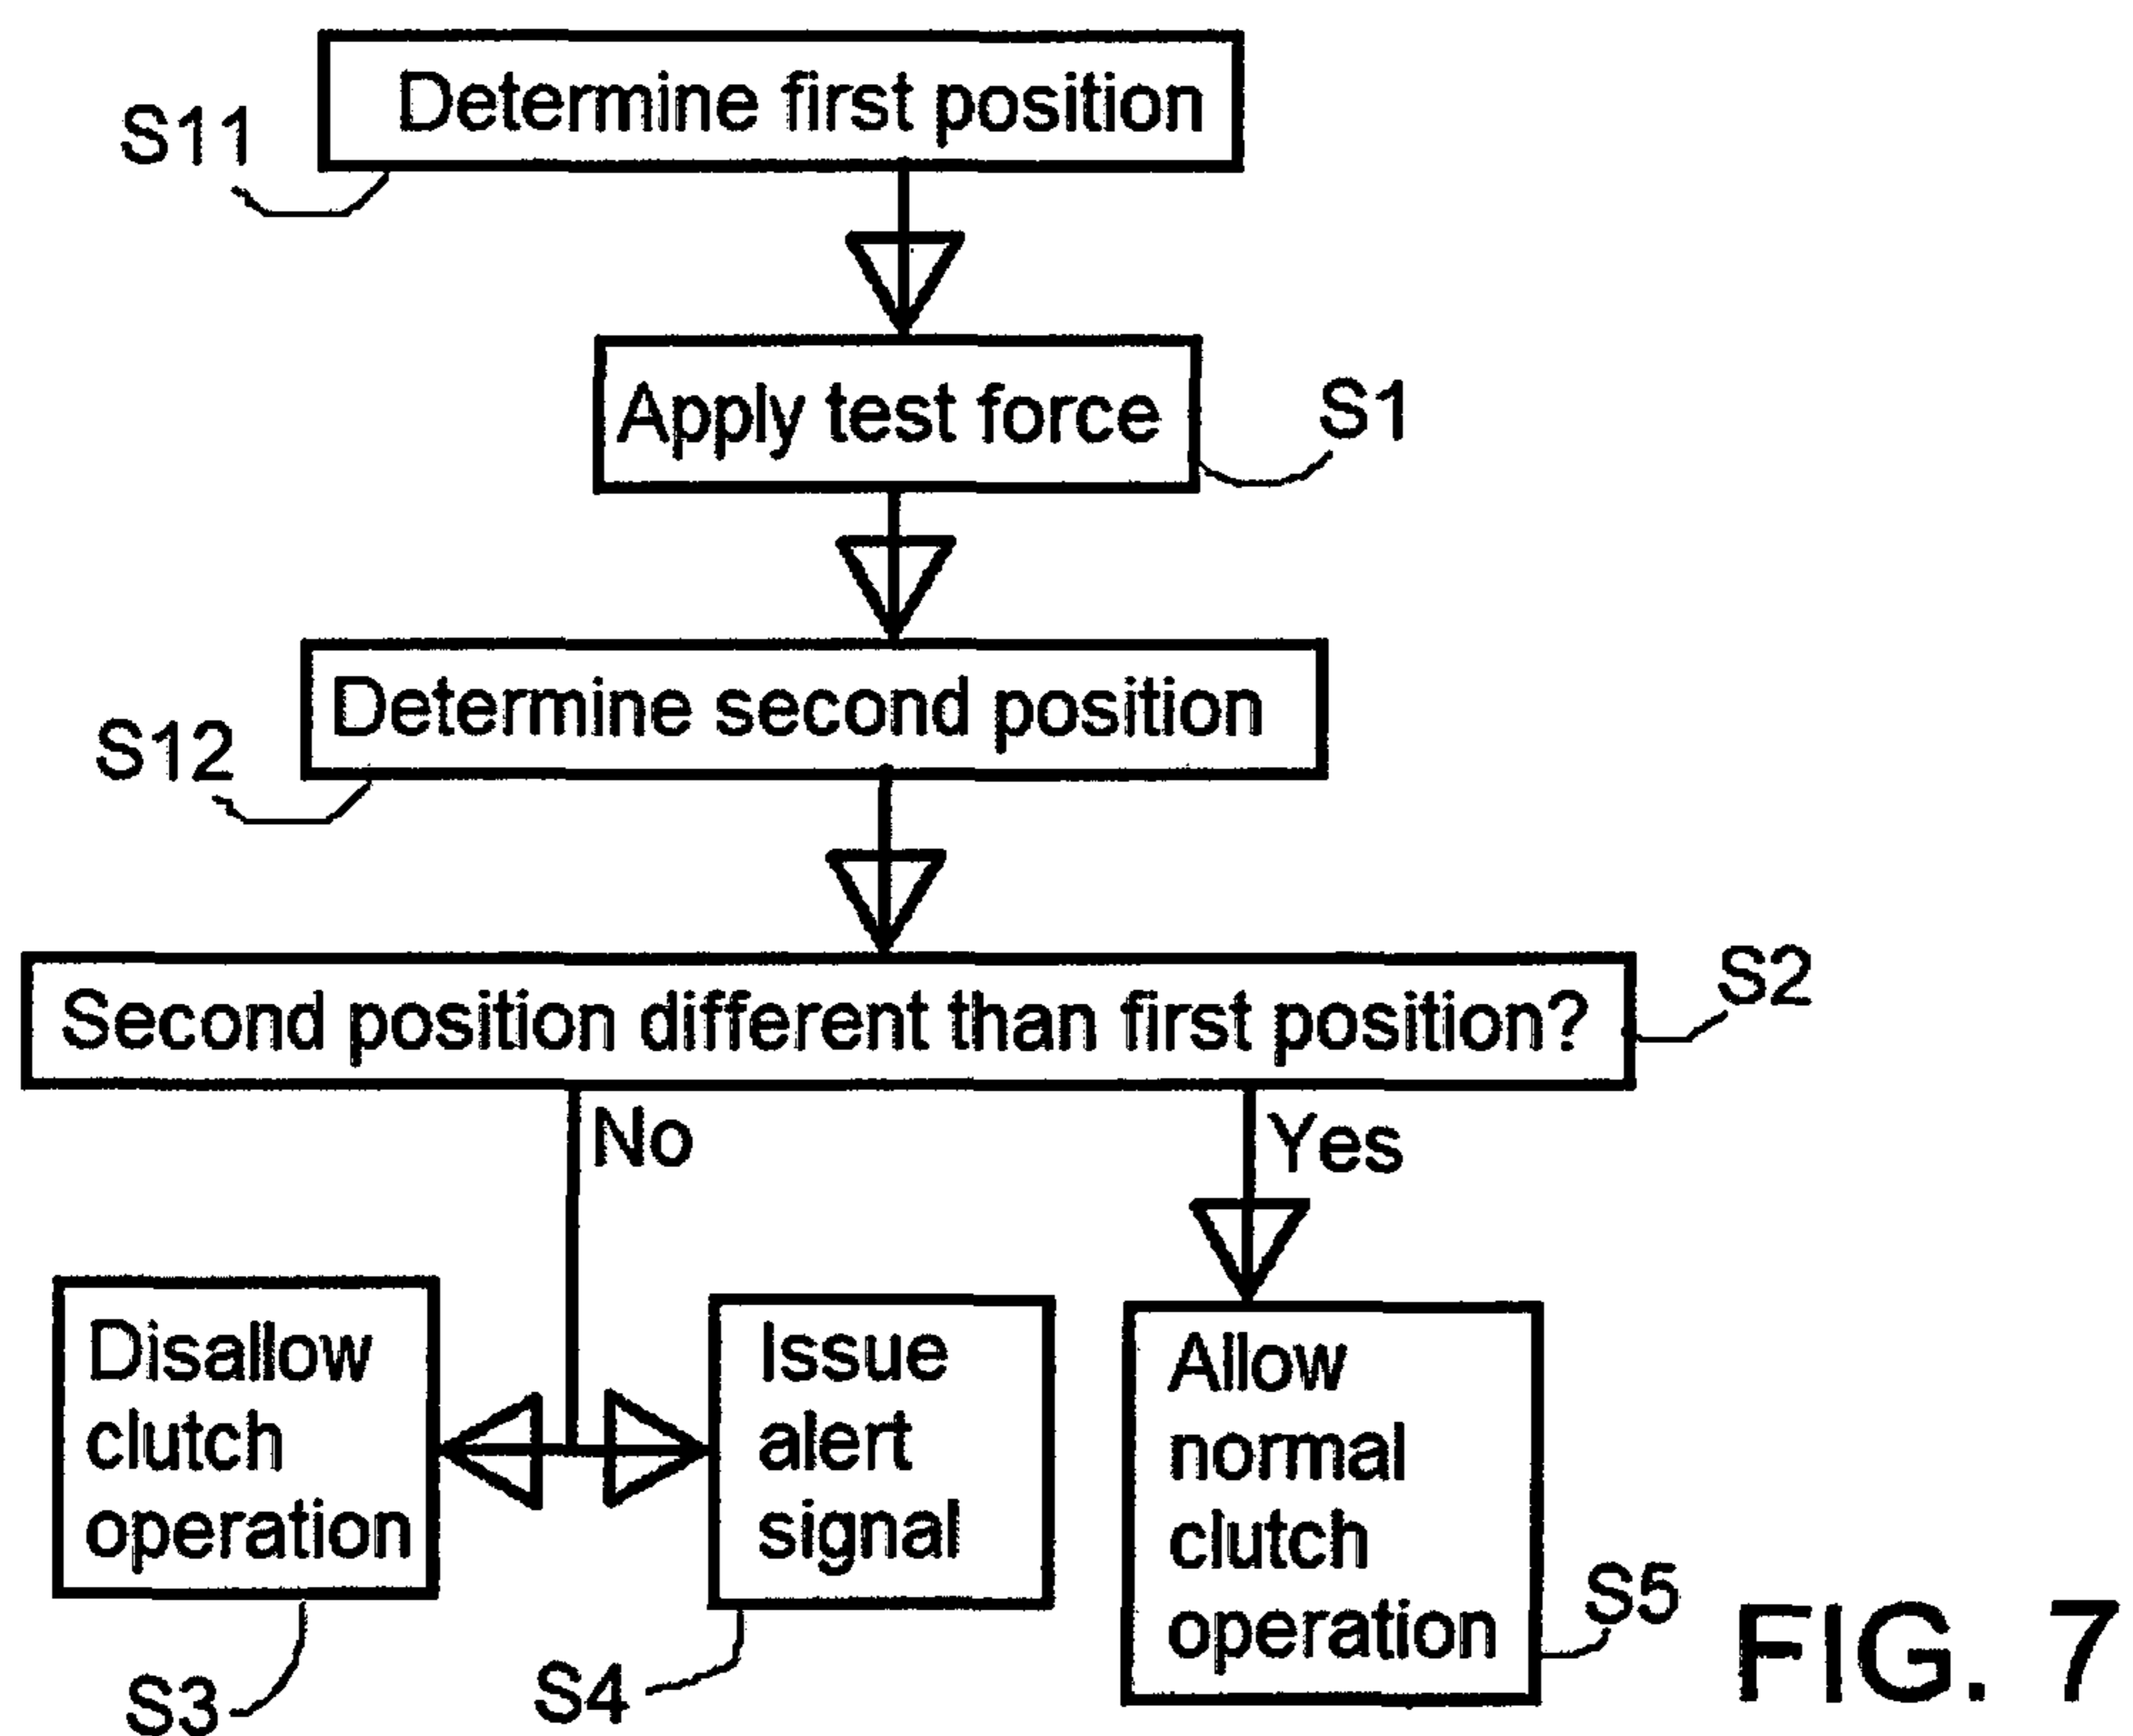 Determine first position
S11
Apply test force
S1
Determine second position
S12
Second position different than first position?
S2
No
Yes
Disallow
clutch
operation
S3
Issue
alert
signal
S4
Allow
normal
clutch
operation
S5
FIG. 7